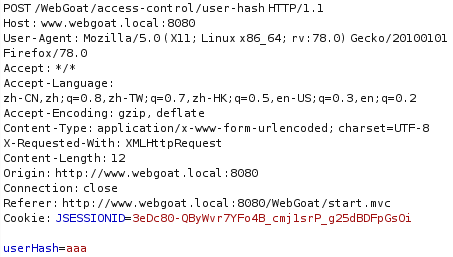 POST /WebGoat/access-control/user-hash HTTP/1.1
Host: www.webgoat.local:8080
User-Agent: Mozilla/5.0 (X11; Linux x86_64; rv:78.0) Gecko/20100101
Firefox/78.0
Accept: */*
Accept-Language:
zh-CN,zh;q=0.8,zh-TW;q=0.7,zh-HK;q=0.5,en-US;q=0.3,en;q=0.2
Accept-Encoding: gzip, deflate
Content-Type: application/x-www-form-urlencoded; charset=UTF-8
X-Requested-With: XMLHttpRequest
Content-Length: 12
Origin: http://www.webgoat.local:8080
Connection: close
Referer: http://www.webgoat.local:8080/WebGoat/start.mvc
Cookie: JSESSIONID=3eDc80-QByWvr7YFo4B_cmj1srP_g25dBDFpGsOi
userHash=aaa